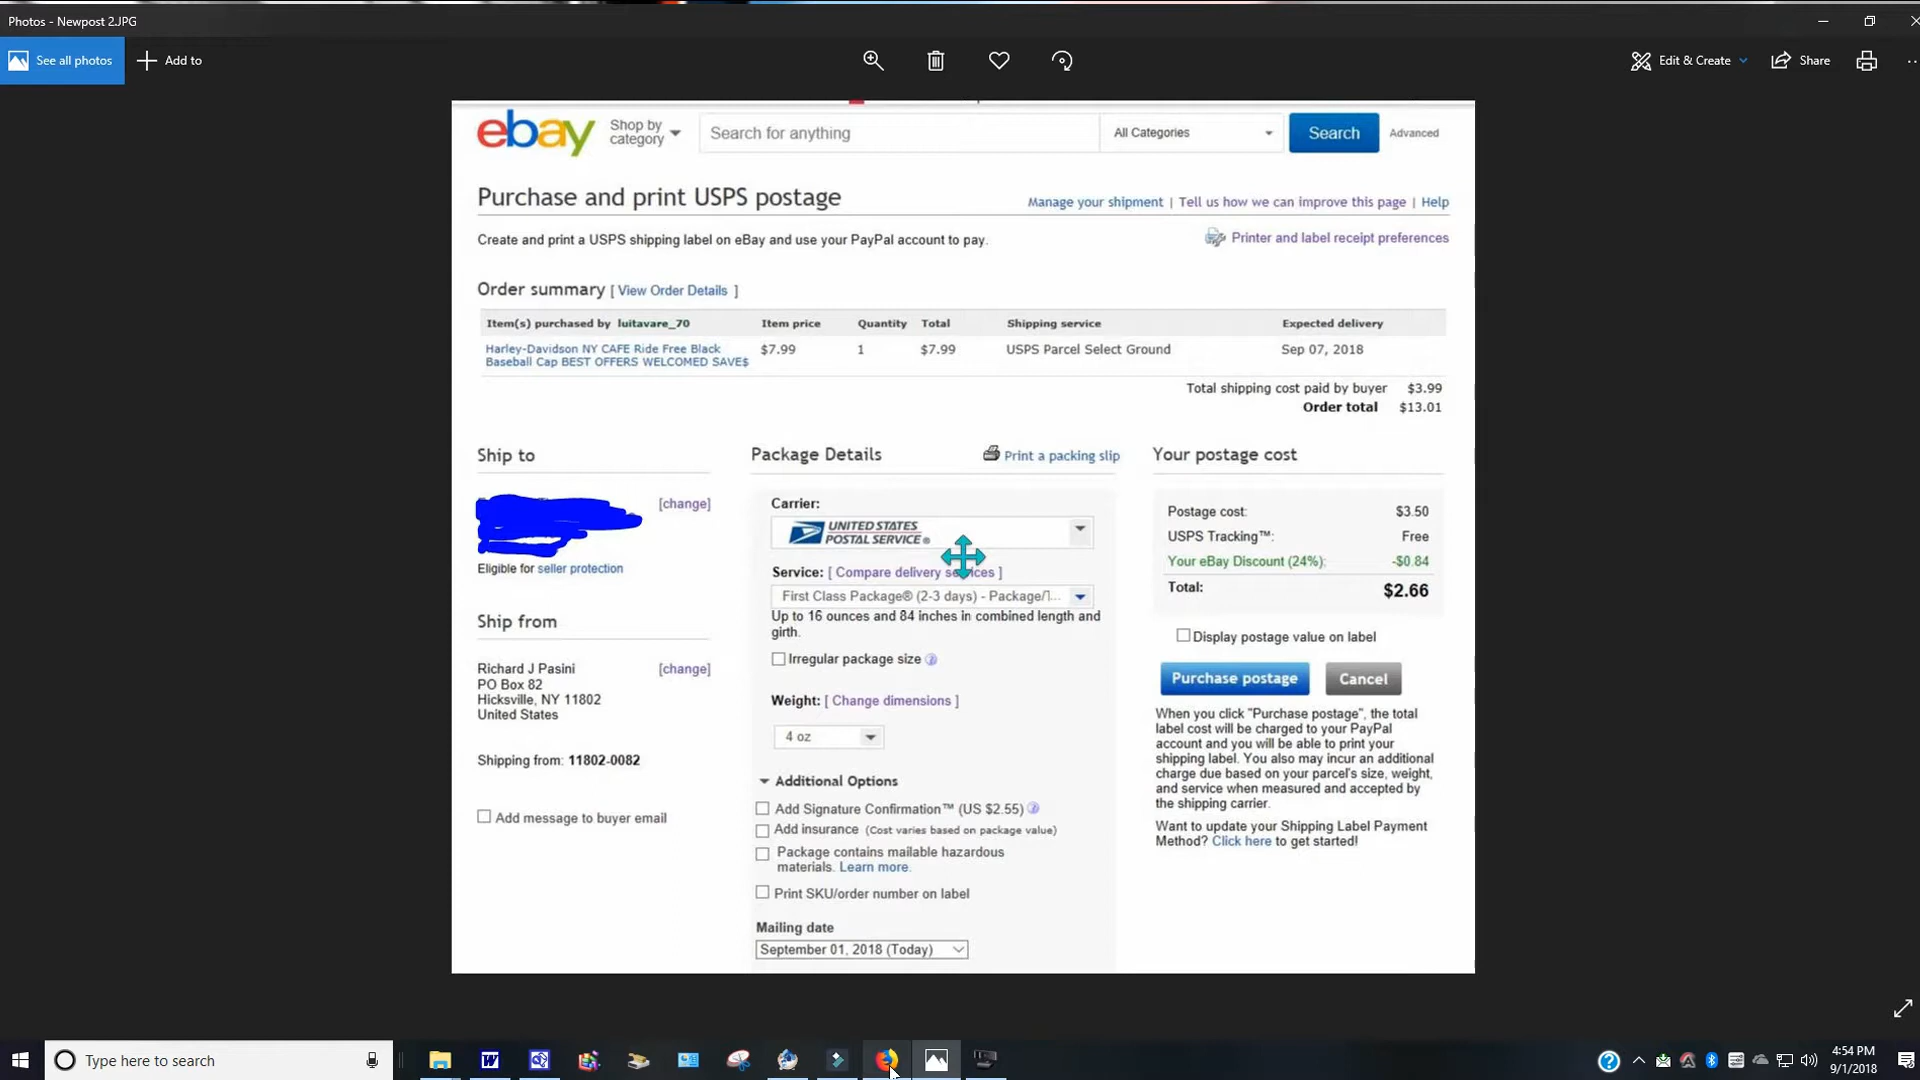 Photos - Newpost 2.JPG
See all photos
Add to
Edit & Create
Share
ebay
Shop by category
Search for anything
All Categories
Search
Advanced
Purchase and print USPS postage
Manage your shipment | Tell us how we can improve this page | Help
Create and print a USPS shipping label on eBay and use your PayPal account to pay.
Printer and label receipt preferences
Order summary [ View Order Details ]
Item(s) purchased by luitavare_70 Item price Quantity Total Shipping service Expected delivery
Harley-Davidson NY CAFE Ride Free Black $7.99 1 $7.99 USPS Parcel Select Ground Sep 07, 2018
Baseball Cap BEST OFFERS WELCOMED SAVE$
Total shipping cost paid by buyer $3.99
Order total $13.01
Ship to
[change]
Eligible for seller protection
Ship from
Richard J Pasini [change]
PO Box 82
Hicksville, NY 11802
United States
Shipping from: 11802-0082
Add message to buyer email
Package Details
Print a packing slip
Carrier:
UNITED STATES
POSTAL SERVICE®
Service: [ Compare delivery services ]
First Class Package® (2-3 days) - Package/T...
Up to 16 ounces and 84 inches in combined length and
girth.
Irregular package size
Weight: [ Change dimensions ]
4 oz
Additional Options
Add Signature Confirmation™ (US $2.55)
Add insurance (Cost varies based on package value)
Package contains mailable hazardous
materials. Learn more.
Print SKU/order number on label
Mailing date
September 01, 2018 (Today)
Your postage cost
Postage cost: $3.50
USPS Tracking™: Free
Your eBay Discount (24%): -$0.84
Total: $2.66
Display postage value on label
Purchase postage
Cancel
When you click "Purchase postage", the total
label cost will be charged to your PayPal
account and you will be able to print your
shipping label. You also may incur an additional
charge due based on your parcel's size, weight,
and service when measured and accepted by
the shipping carrier.
Want to update your Shipping Label Payment
Method? Click here to get started!
Type here to search
4:54 PM
9/1/2018